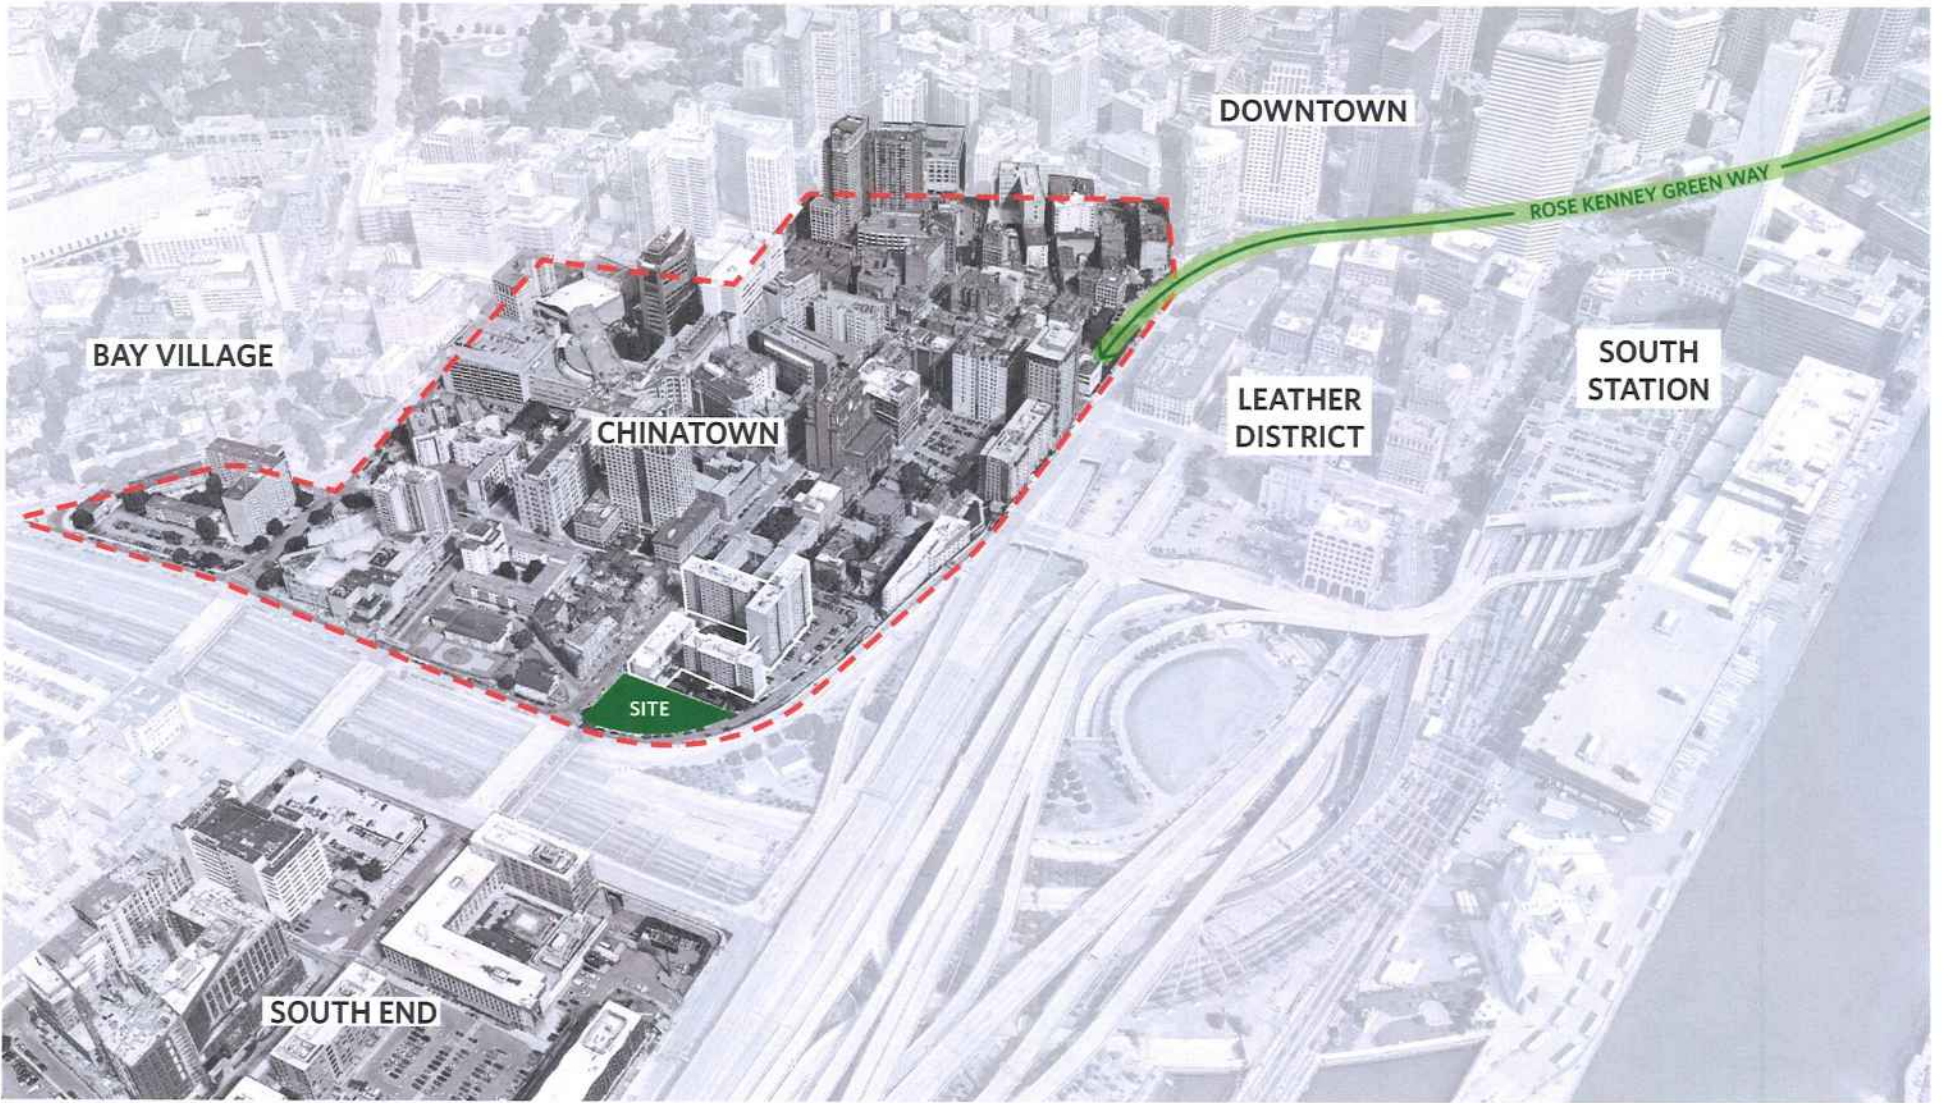 DOWNTOWN
ROSE KENNEY GREEN WAY
BAY VILLAGE
SOUTH
STATION
LEATHER
DISTRICT
CHINATOWN
SITE
SOUTH END